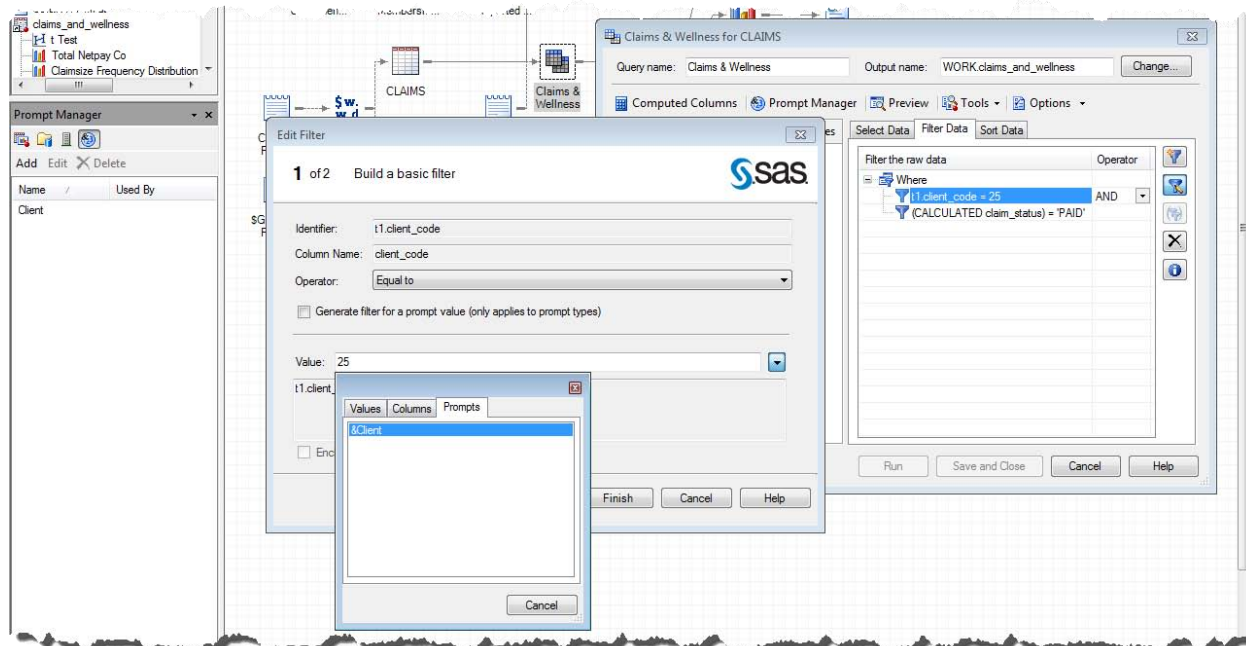 claims_and_wellness
t Test
Total Netpay Co
Claimsize Frequency Distribution
Prompt Manager
Add Edit Delete
Name / Used By
Client
CLAIMS
Claims & Wellness
$w.
Claims & Wellness for CLAIMS
Query name: Claims & Wellness Output name: WORK.claims_and_wellness Change...
Computed Columns Prompt Manager Preview Tools Options
Select Data Filter Data Sort Data
Filter the raw data Operator
Where
t1.client_code = 25 AND
(CALCULATED claim_status) = 'PAID'
Run Save and Close Cancel Help
Edit Filter
1 of 2 Build a basic filter
sas
Identifier: t1.client_code
Column Name: client_code
Operator: Equal to
Generate filter for a prompt value (only applies to prompt types)
Value: 25
t1.client_
Enc
Values Columns Prompts
&Client
Cancel
Finish Cancel Help